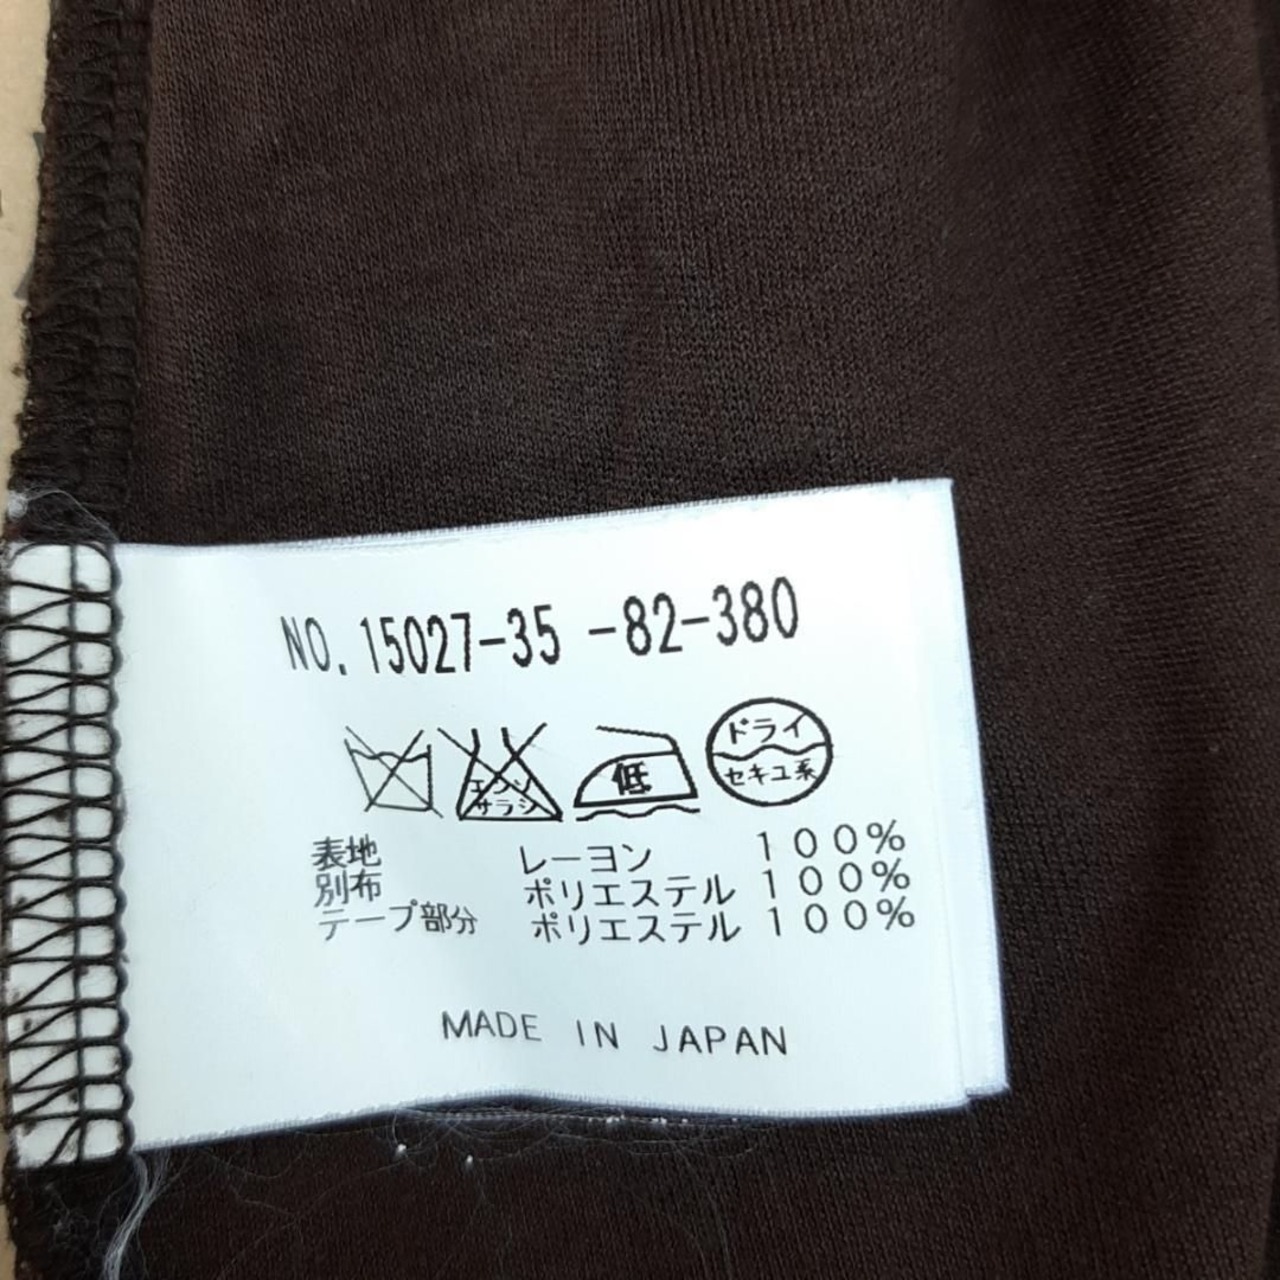 NO. 15027-35 -82-380
エンソ
サラシ
低
ドライ
セキユ系
表地 レーヨン 100%
別布 ポリエステル 100%
テープ部分 ポリエステル 100%
MADE IN JAPAN